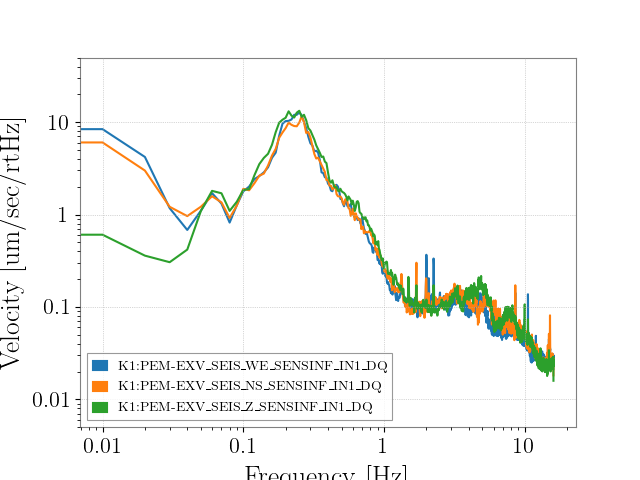 Velocity [um/sec/rtHz]
10
1
0.1
0.01
K1:PEM-EXV_SEIS_WE_SENSINF_IN1_DQ
K1:PEM-EXV_SEIS_NS_SENSINF_IN1_DQ
K1:PEM-EXV_SEIS_Z_SENSINF_IN1_DQ
0.01 0.1 1 10
Frequency [Hz]